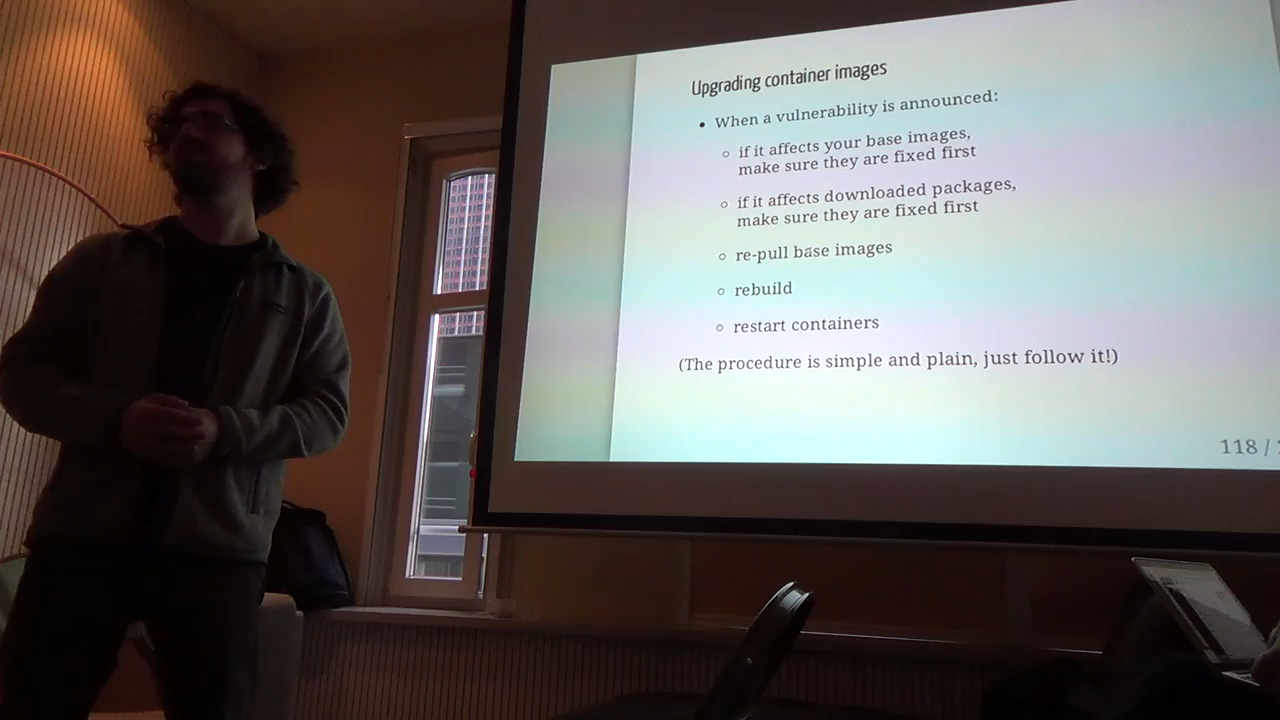 Upgrading container images
• When a vulnerability is announced:
○ if it affects your base images,
make sure they are fixed first
○ if it affects downloaded packages,
make sure they are fixed first
○ re-pull base images
○ rebuild
○ restart containers
(The procedure is simple and plain, just follow it!)
118 /